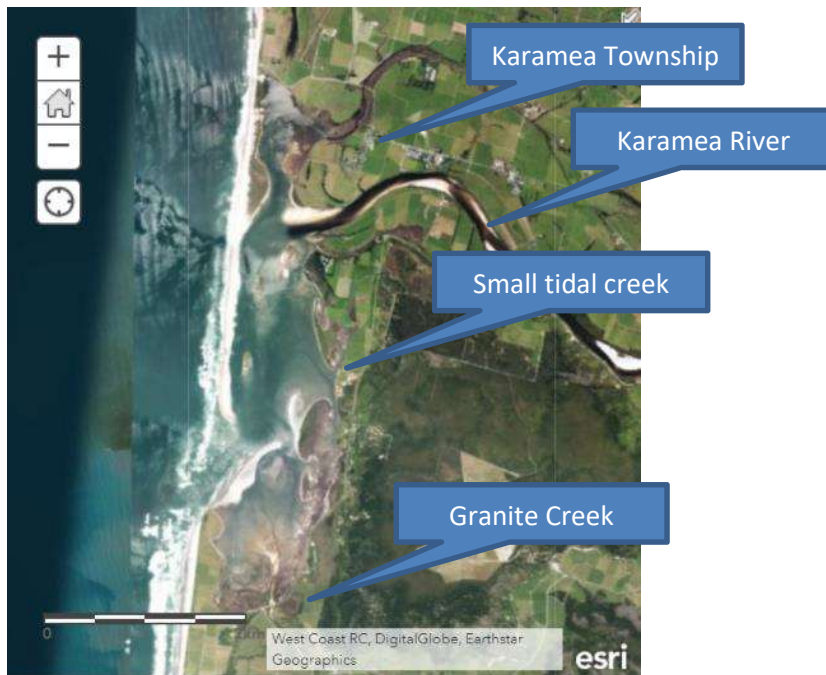 Karamea Township
Karamea River
Small tidal creek
Granite Creek
0
West Coast RC, DigitalGlobe, Earthstar
Geographics
esri